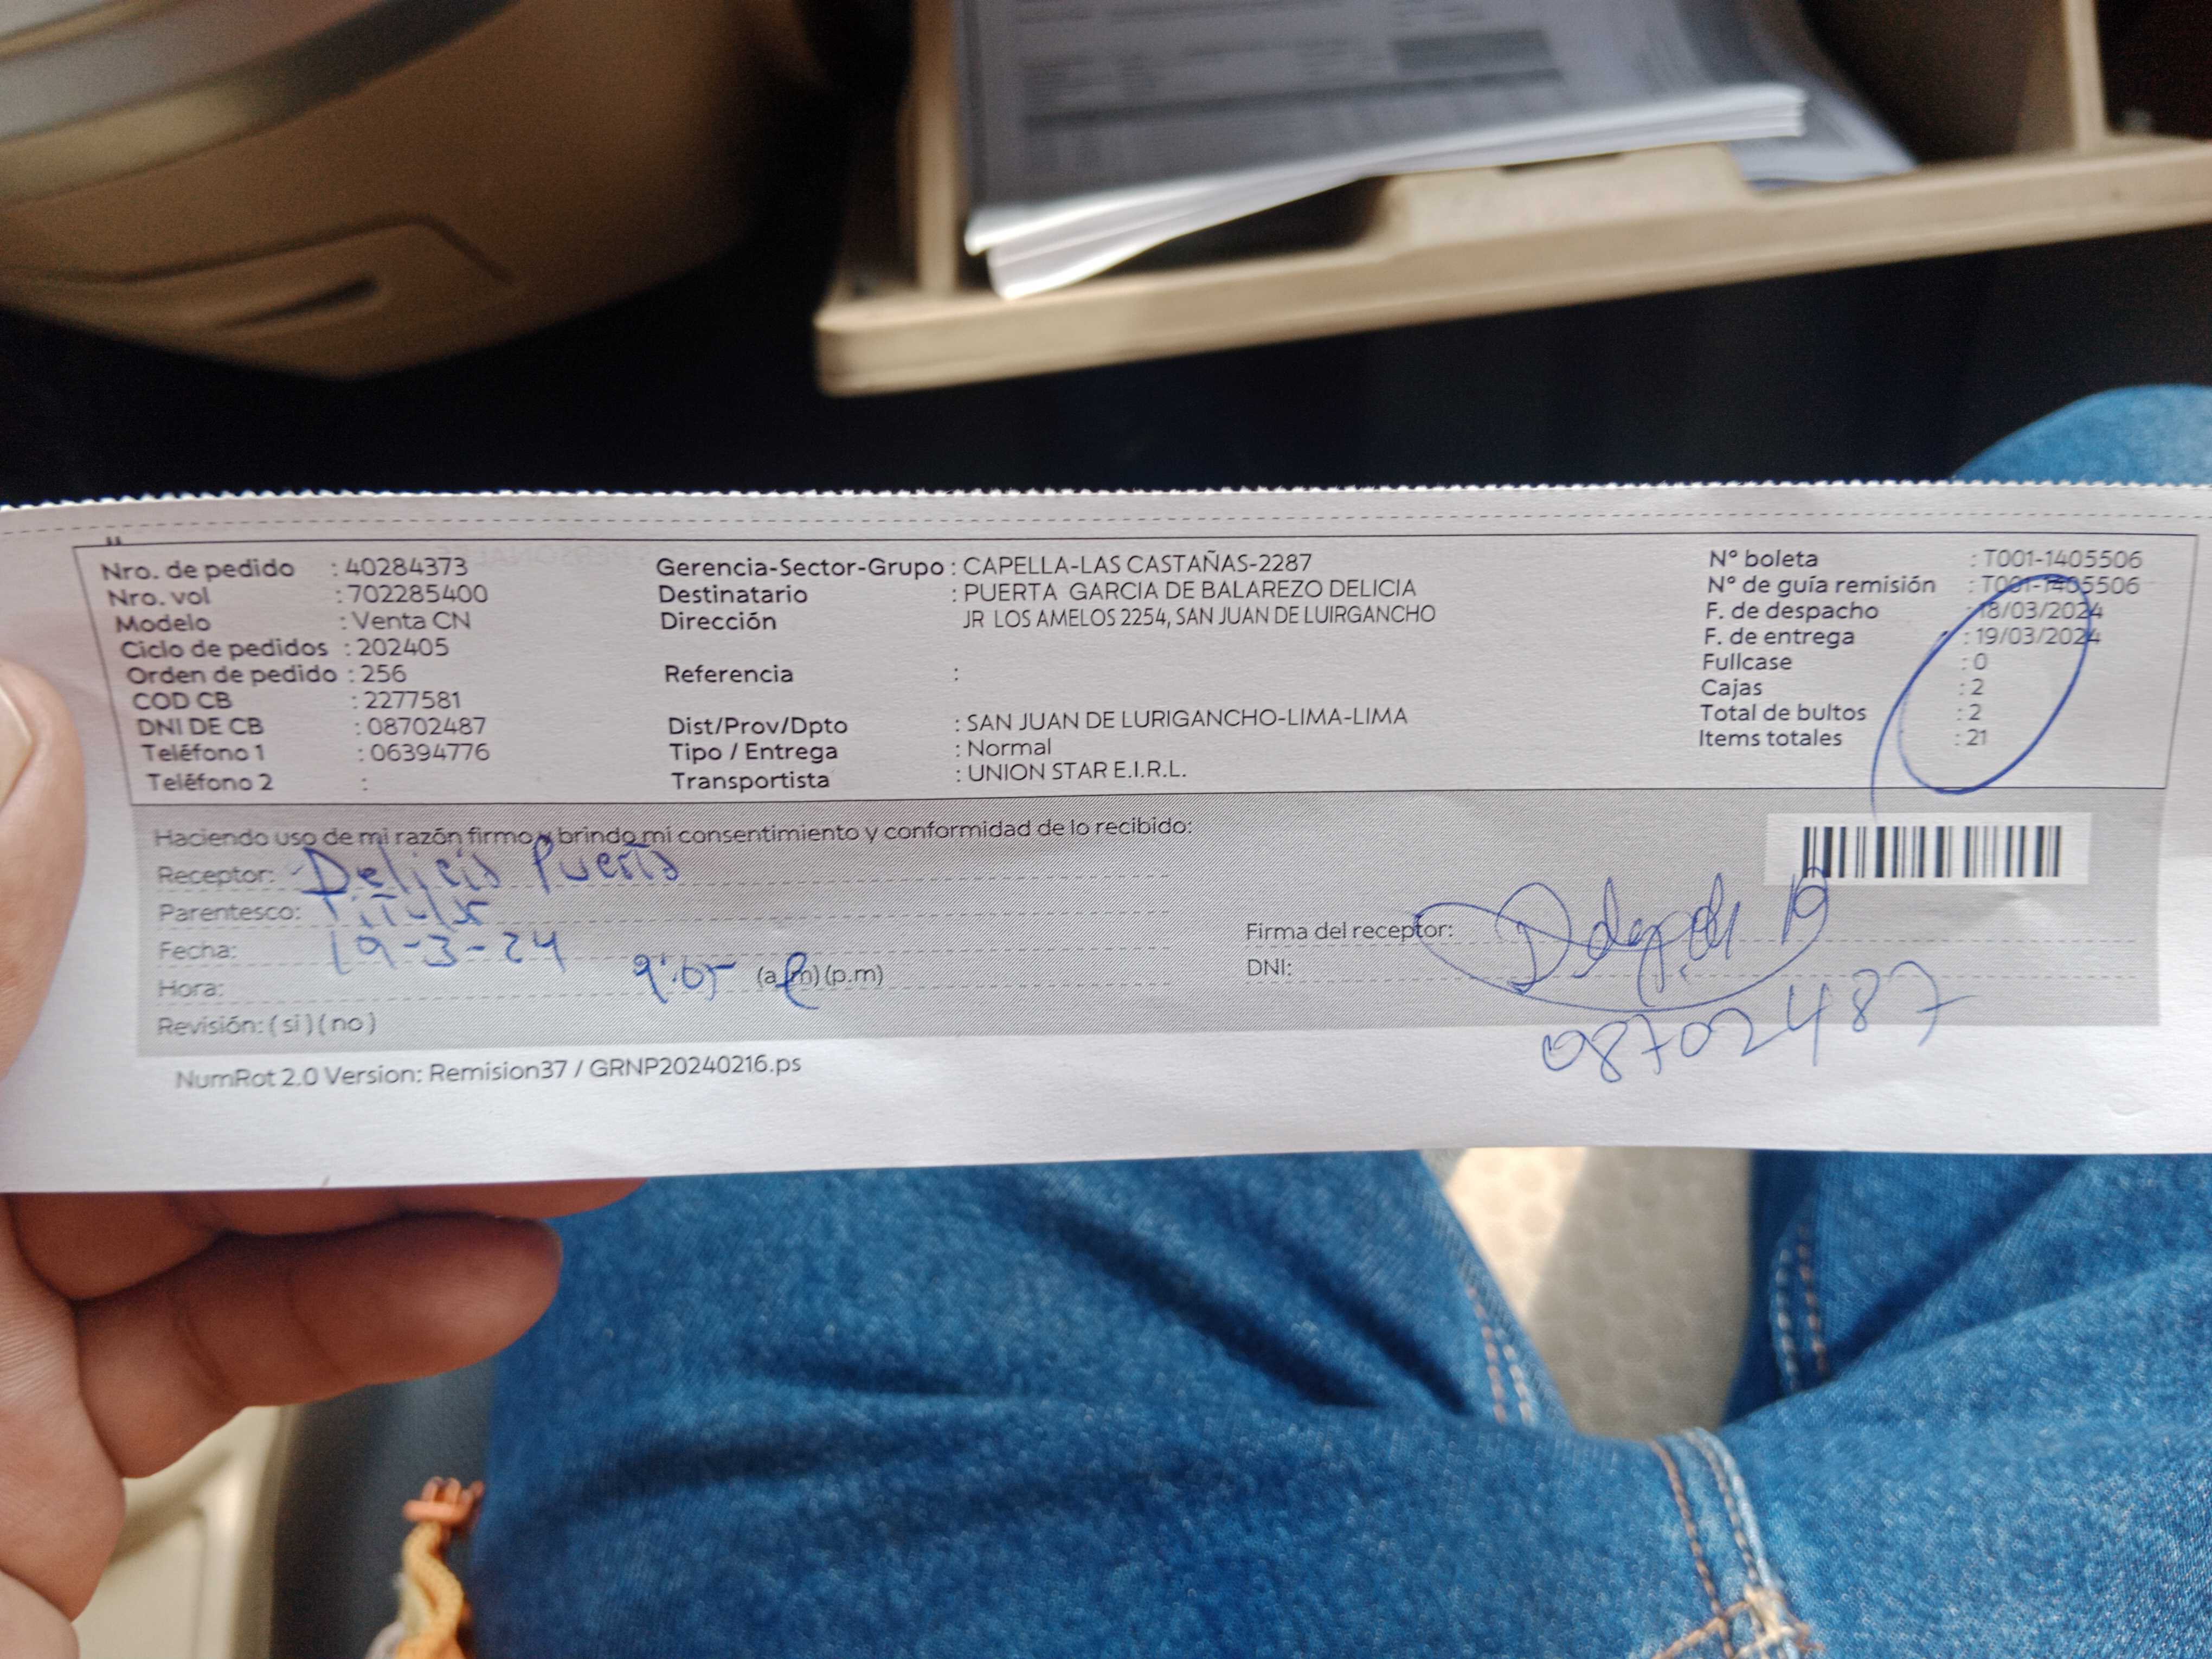 Nro. de pedido : 40284373
Nro. vol : 702285400
Modelo : Venta CN
Ciclo de pedidos : 202405
Orden de pedido : 256
COD CB : 2277581
DNI DE CB : 08702487
Teléfono 1 : 06394776
Teléfono 2 :
Gerencia-Sector-Grupo : CAPELLA-LAS CASTAÑAS-2287
Destinatario : PUERTA GARCIA DE BALAREZO DELICIA
Dirección JR LOS AMELOS 2254, SAN JUAN DE LUIRGANCHO
Referencia :
Dist/Prov/Dpto : SAN JUAN DE LURIGANCHO-LIMA-LIMA
Tipo / Entrega : Normal
Transportista : UNION STAR E.I.R.L.
N° boleta : T001-1405506
N° de guía remisión : T001-1405506
F. de despacho : 18/03/2024
F. de entrega : 19/03/2024
Fullcase : 0
Cajas : 2
Total de bultos : 2
Items totales : 21
Haciendo uso de mi razón firmo y brindo mi consentimiento y conformidad de lo recibido:
Receptor: Delicia Puerta
Parentesco: Titular
Fecha: 19-3-24
Hora: 9:05 (a.m) (p.m)
Revisión: ( si ) ( no )
Firma del receptor:
DNI: 08702487
NumRot 2.0 Version: Remision37 / GRNP20240216.ps